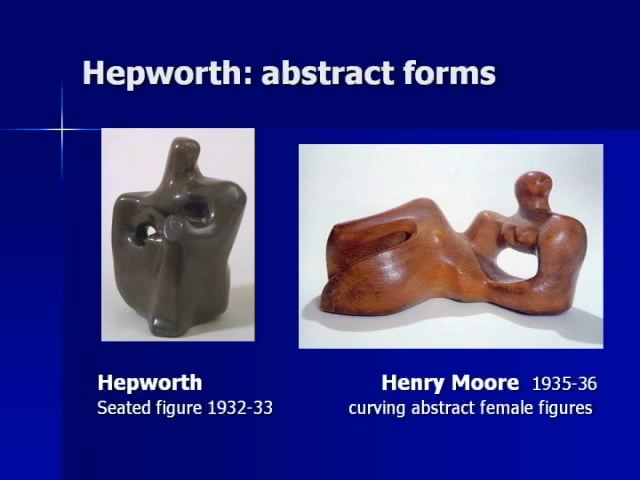 Hepworth: abstract forms
Hepworth
Seated figure 1932-33
Henry Moore 1935-36
curving abstract female figures